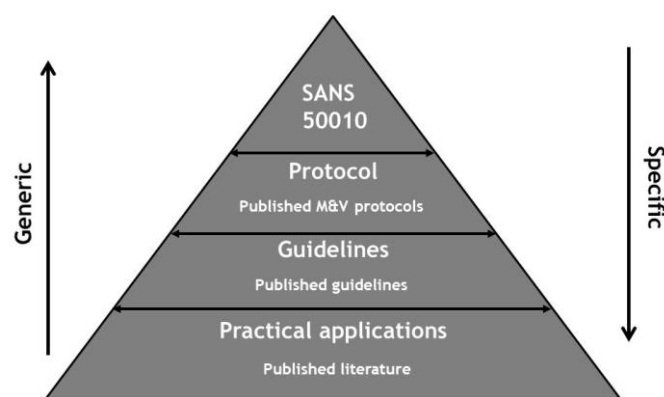 SANS
50010
Protocol
Published M&V protocols
Guidelines
Published guidelines
Practical applications
Published literature
Generic
Specific